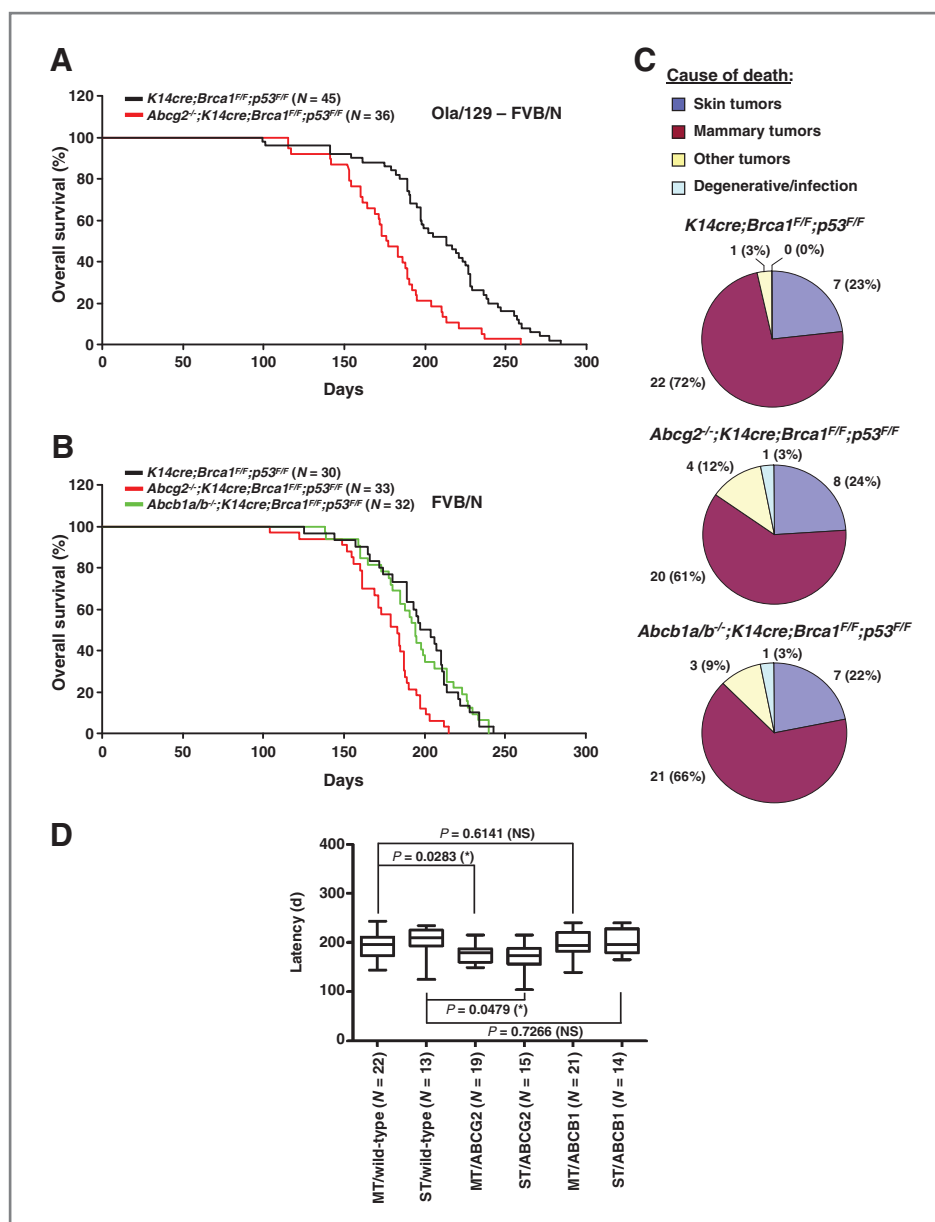 A
K14cre;Brca1F/F;p53F/F (N = 45)
Abcg2-/-;K14cre;Brca1F/F;p53F/F (N = 36)
Ola/129 – FVB/N
Overall survival (%)
120
100
80
60
40
20
0
0 50 100 150 200 250 300
Days
B
K14cre;Brca1F/F;p53F/F (N = 30)
Abcg2-/-;K14cre;Brca1F/F;p53F/F (N = 33)
Abcb1a/b-/-;K14cre;Brca1F/F;p53F/F (N = 32)
FVB/N
Overall survival (%)
120
100
80
60
40
20
0
0 50 100 150 200 250 300
Days
C
Cause of death:
Skin tumors
Mammary tumors
Other tumors
Degenerative/infection
K14cre;Brca1F/F;p53F/F
1 (3%) 0 (0%)
7 (23%)
22 (72%)
Abcg2-/-;K14cre;Brca1F/F;p53F/F
1 (3%)
4 (12%)
8 (24%)
20 (61%)
Abcb1a/b-/-;K14cre;Brca1F/F;p53F/F
1 (3%)
3 (9%)
7 (22%)
21 (66%)
D
Latency (d)
400
300
200
100
0
P = 0.6141 (NS)
P = 0.0283 (*)
P = 0.0479 (*)
P = 0.7266 (NS)
MT/wild-type (N = 22)
ST/wild-type (N = 13)
MT/ABCG2 (N = 19)
ST/ABCG2 (N = 15)
MT/ABCB1 (N = 21)
ST/ABCB1 (N = 14)